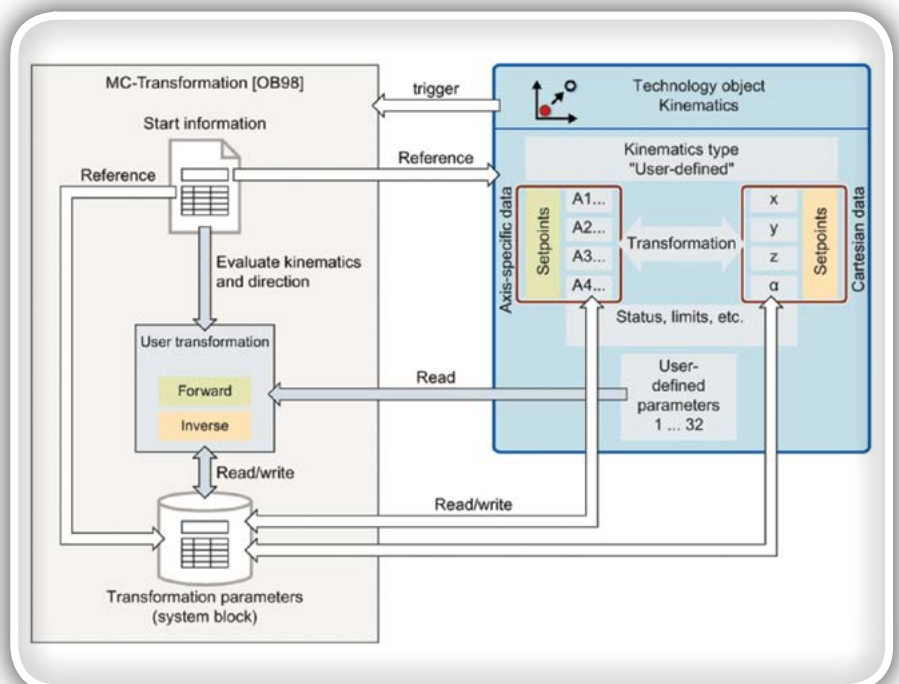 MC-Transformation [OB98]
Start information
Reference
Evaluate kinematics
and direction
User transformation
Forward
Inverse
Read/write
Transformation parameters
(system block)
trigger
Reference
Read
Read/write
Technology object
Kinematics
Kinematics type
"User-defined"
Axis-specific data
Setpoints
A1...
A2...
A3...
A4...
Transformation
x
y
z
α
Setpoints
Cartesian data
Status, limits, etc.
User-
defined
parameters
1 ... 32